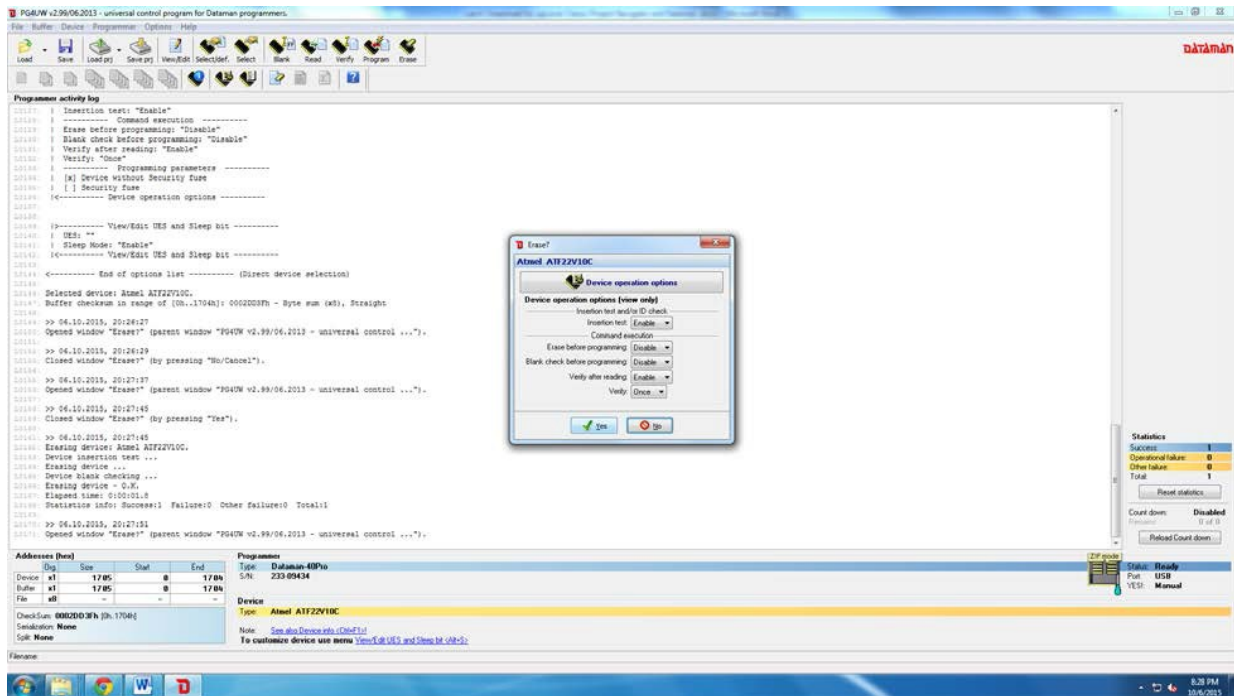 PG4UW v2.99/06.2013 - universal control program for Dataman programmers.
File Buffer Device Programmer Options Help
Load Save Load prj Save prj View/Edit Select/def. Select Blank Read Verify Program Erase
DATAMAN
Programmer activity log
| Insertion test: "Enable"
| ---------- Command execution ----------
| Erase before programming: "Disable"
| Blank check before programming: "Disable"
| Verify after reading: "Enable"
| Verify: "Once"
| ---------- Programming parameters ----------
| [x] Device without Security fuse
| [ ] Security fuse
|<---------- Device operation options ----------
|>---------- View/Edit UES and Sleep bit ----------
| UES: ""
| Sleep Mode: "Enable"
|<---------- View/Edit UES and Sleep bit ----------
<---------- End of options list ---------- (Direct device selection)
Selected device: Atmel ATF22V10C.
Buffer checksum in range of [0h..1704h]: 0002DD3Fh - Byte sum (x8), Straight
>> 06.10.2015, 20:26:27
Opened window "Erase?" (parent window "PG4UW v2.99/06.2013 - universal control ...").
>> 06.10.2015, 20:26:29
Closed window "Erase?" (by pressing "No/Cancel").
>> 06.10.2015, 20:27:37
Opened window "Erase?" (parent window "PG4UW v2.99/06.2013 - universal control ...").
>> 06.10.2015, 20:27:45
Closed window "Erase?" (by pressing "Yes").
>> 06.10.2015, 20:27:45
Erasing device: Atmel ATF22V10C.
Device insertion test ...
Erasing device ...
Device blank checking ...
Erasing device - O.K.
Elapsed time: 0:00:01.8
Statistics info: Success:1 Failure:0 Other failure:0 Total:1
>> 06.10.2015, 20:27:51
Opened window "Erase?" (parent window "PG4UW v2.99/06.2013 - universal control ...").
Erase?
Atmel ATF22V10C
Device operation options
Device operation options (view only)
Insertion test and/or ID check
Insertion test: Enable
Command execution
Erase before programming: Disable
Blank check before programming: Disable
Verify after reading: Enable
Verify: Once
Yes No
Statistics
Success: 1
Operational failure: 0
Other failure: 0
Total: 1
Reset statistics
Count down: Disabled
Remains: 0 of 0
Reload Count down
Addresses (hex)
Org. Size Start End
Device x1 1705 0 1704
Buffer x1 1705 0 1704
File x8 - - -
CheckSum: 0002DD3Fh [0h..1704h]
Serialization: None
Split: None
Programmer
Type: Dataman-40Pro
S/N: 233-09434
Device
Type: Atmel ATF22V10C
Note: See also Device info <Ctrl+F1>!
To customize device use menu View/Edit UES and Sleep bit <Alt+S>
ZIF mode
Status: Ready
Port: USB
YES!: Manual
Filename:
8:28 PM
10/6/2015